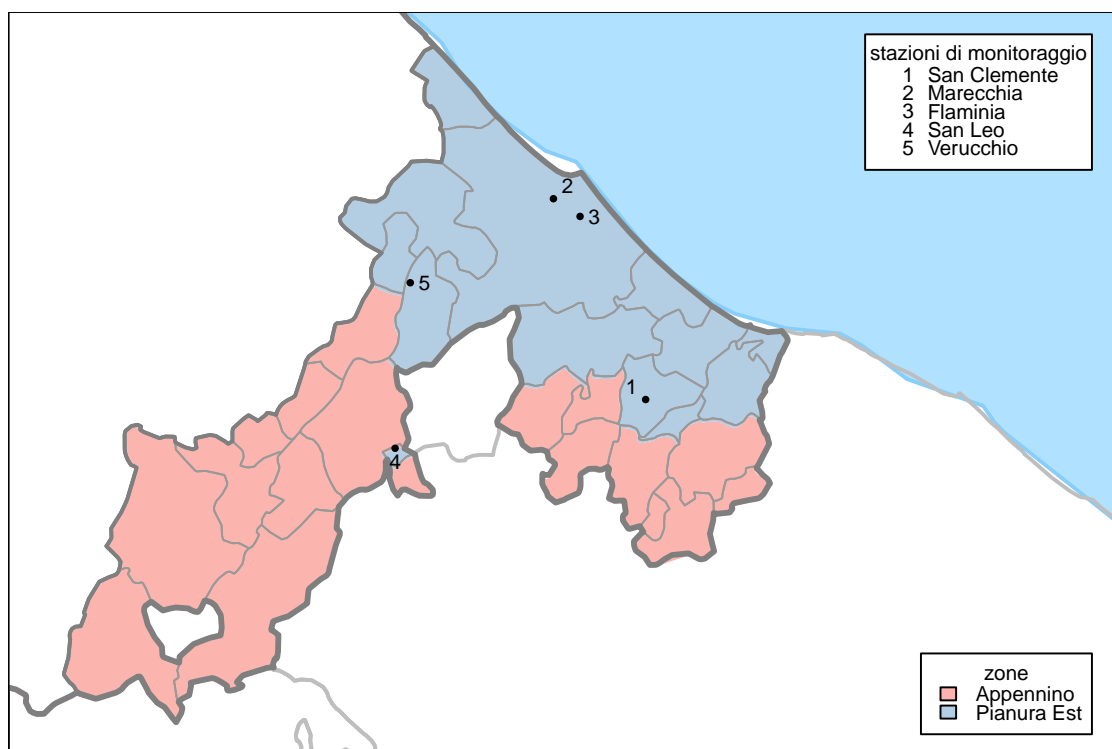 stazioni di monitoraggio
1 San Clemente
2 Marecchia
3 Flaminia
4 San Leo
5 Verucchio
2
3
5
1
4
zone
Appennino
Pianura Est